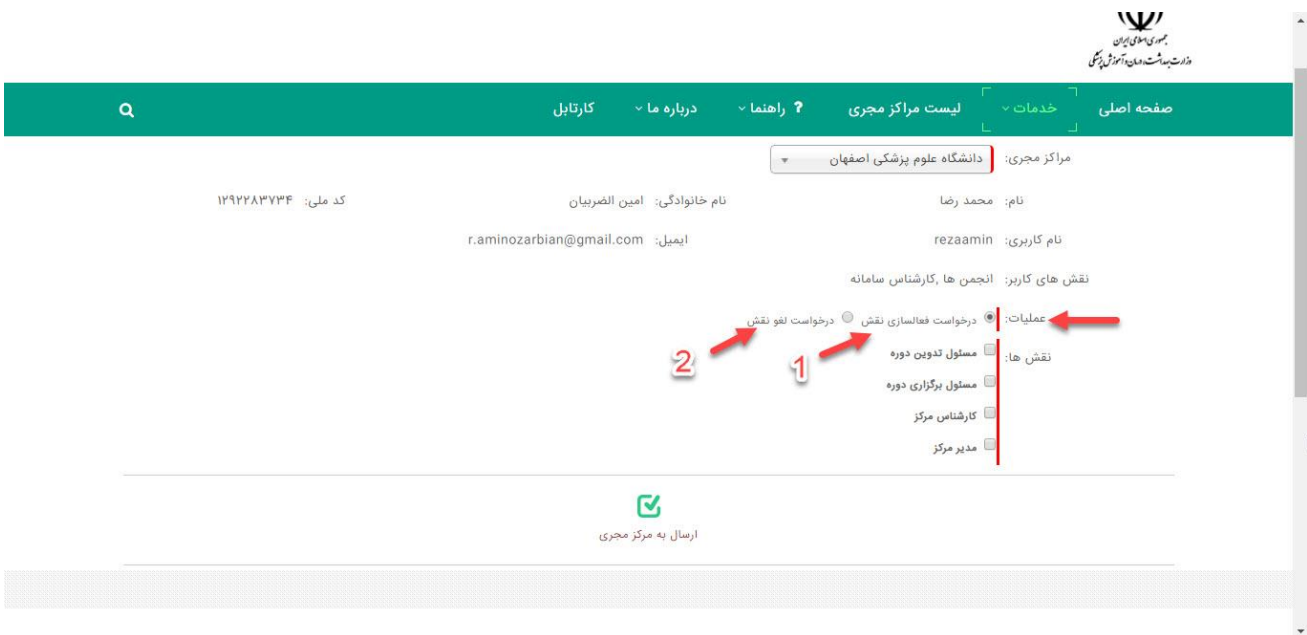 جمهوری اسلامی ایران
وزارت بهداشت، درمان و آموزش پزشکی
صفحه اصلی خدمات لیست مراکز مجری ? راهنما درباره ما کارتابل
مراکز مجری: دانشگاه علوم پزشکی اصفهان
نام: محمد رضا نام خانوادگی: امین الضربیان کد ملی: ۱۲۹۲۲۸۳۷۳۴
نام کاربری: rezaamin ایمیل: r.aminozarbian@gmail.com
نقش های کاربر: انجمن ها ,کارشناس سامانه
عملیات: درخواست فعالسازی نقش درخواست لغو نقش
1 2
نقش ها: مسئول تدوین دوره
مسئول برگزاری دوره
کارشناس مرکز
مدیر مرکز
ارسال به مرکز مجری